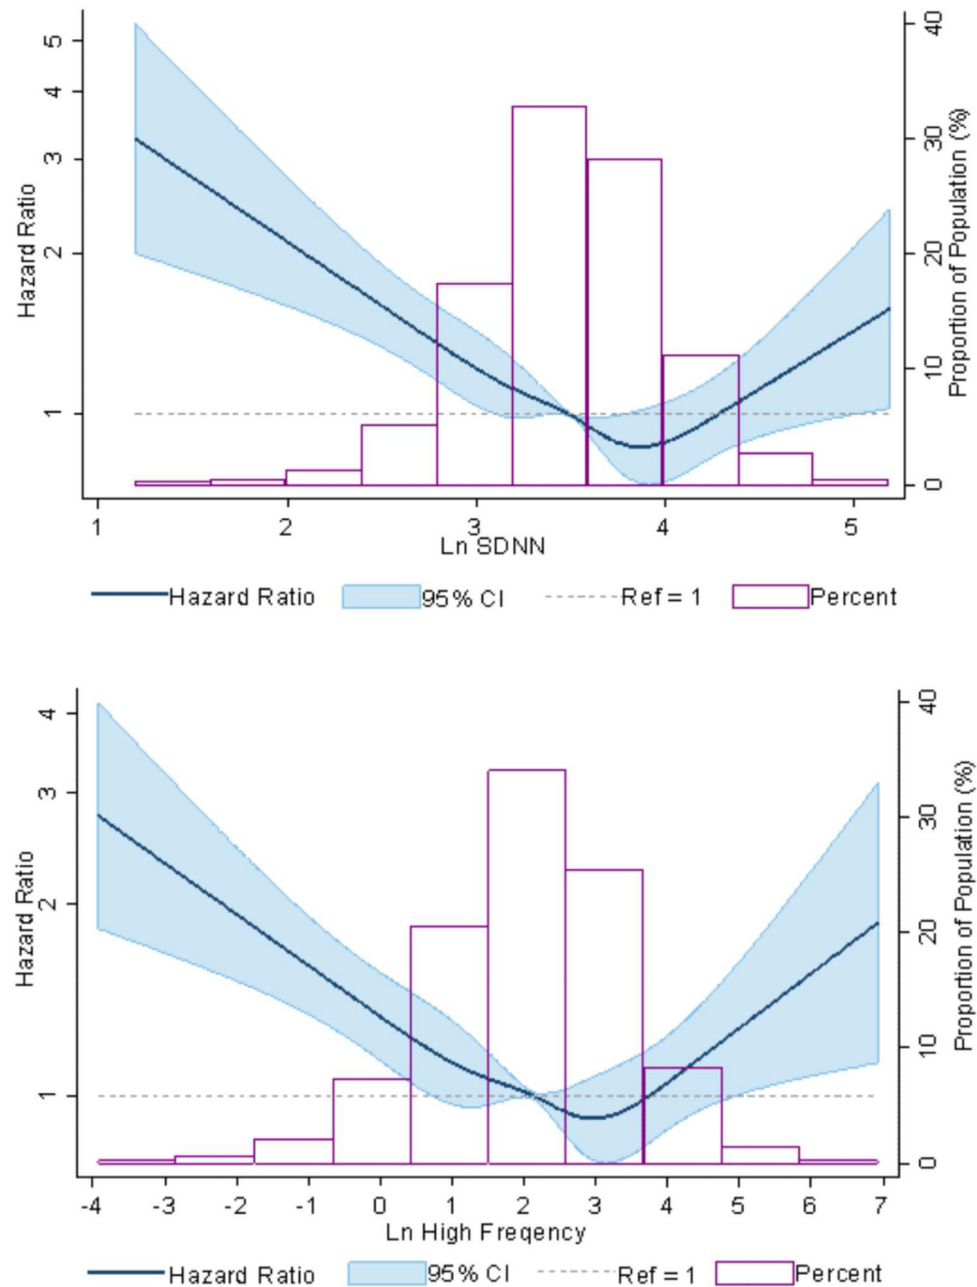 Hazard Ratio
5
4
3
2
1
40
30
20
10
0
Proportion of Population (%)
1 2 3 4 5
Ln SDNN
Hazard Ratio 95% CI Ref = 1 Percent
Hazard Ratio
4
3
2
1
40
30
20
10
0
Proportion of Population (%)
-4 -3 -2 -1 0 1 2 3 4 5 6 7
Ln High Freqency
Hazard Ratio 95% CI Ref = 1 Percent